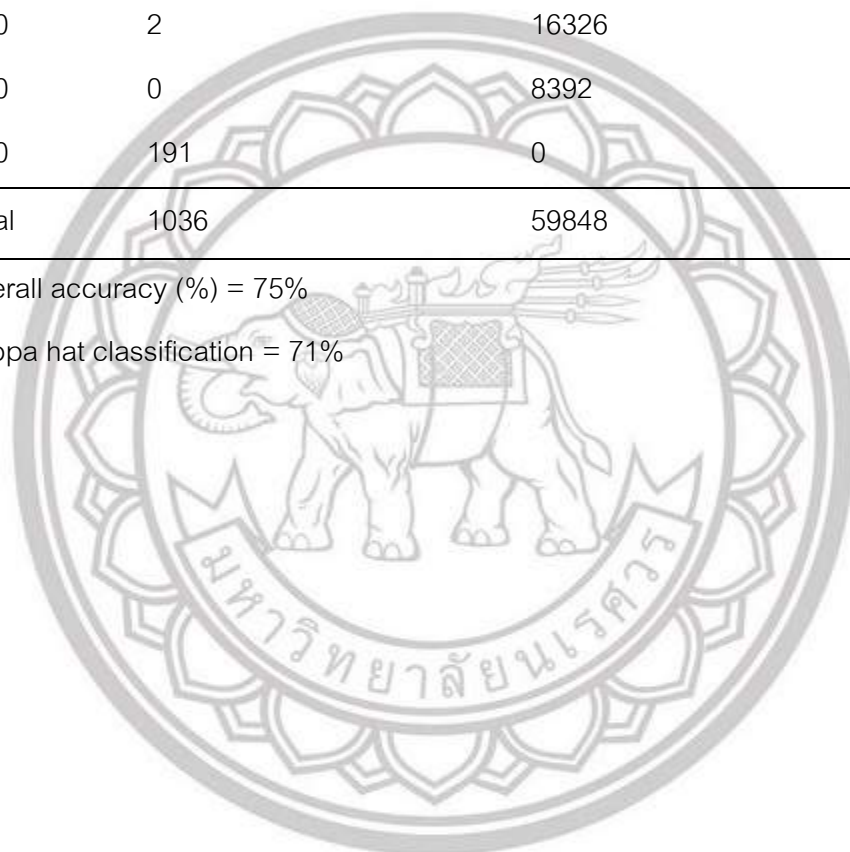 0 2 16326
0 0 8392
0 191 0
al 1036 59848
erall accuracy (%) = 75%
ppa hat classification = 71%
มหาวิทยาลัยนเรศวร